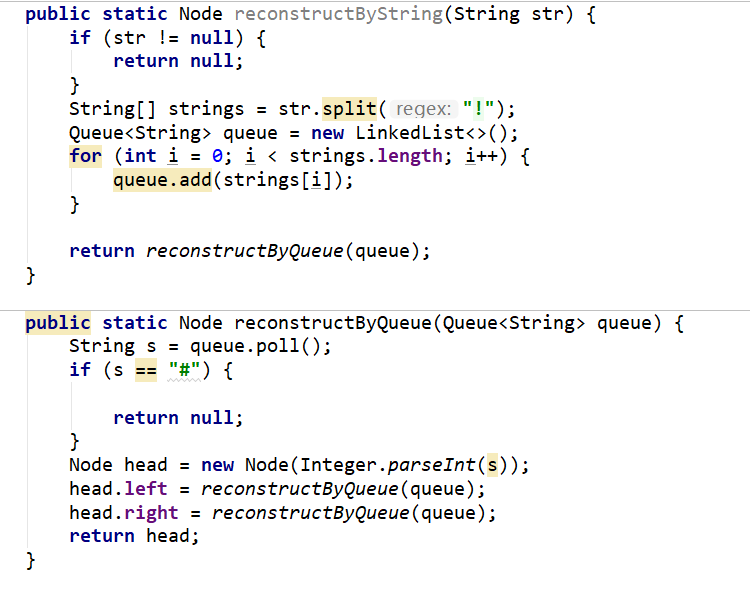 public static Node reconstructByString(String str) {
if (str != null) {
return null;
}
String[] strings = str.split( regex: "!");
Queue<String> queue = new LinkedList<>();
for (int i = 0; i < strings.length; i++) {
queue.add(strings[i]);
}
return reconstructByQueue(queue);
}
public static Node reconstructByQueue(Queue<String> queue) {
String s = queue.poll();
if (s == "#") {
return null;
}
Node head = new Node(Integer.parseInt(s));
head.left = reconstructByQueue(queue);
head.right = reconstructByQueue(queue);
return head;
}